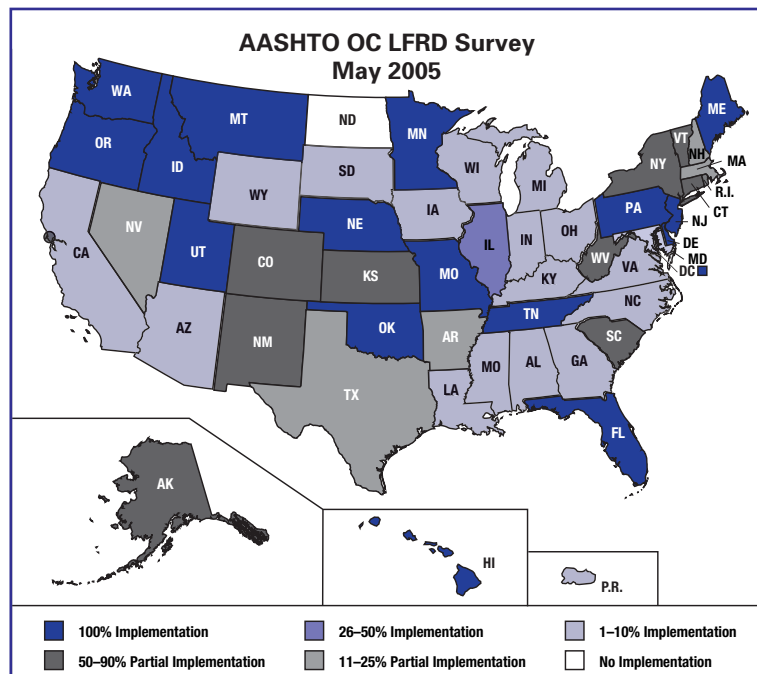 AASHTO OC LFRD Survey
May 2005
WA
MT
ND
MN
ME
OR
ID
SD
WI
MI
NY
VT
NH
MA
R.I.
CT
WY
IA
NE
PA
NJ
NV
UT
CO
KS
MO
IL
IN
OH
WV
VA
DE
MD
DC
CA
KY
NC
AZ
NM
OK
AR
TN
SC
TX
LA
MO
AL
GA
FL
AK
HI
P.R.
100% Implementation
26–50% Implementation
1–10% Implementation
50–90% Partial Implementation
11–25% Partial Implementation
No Implementation